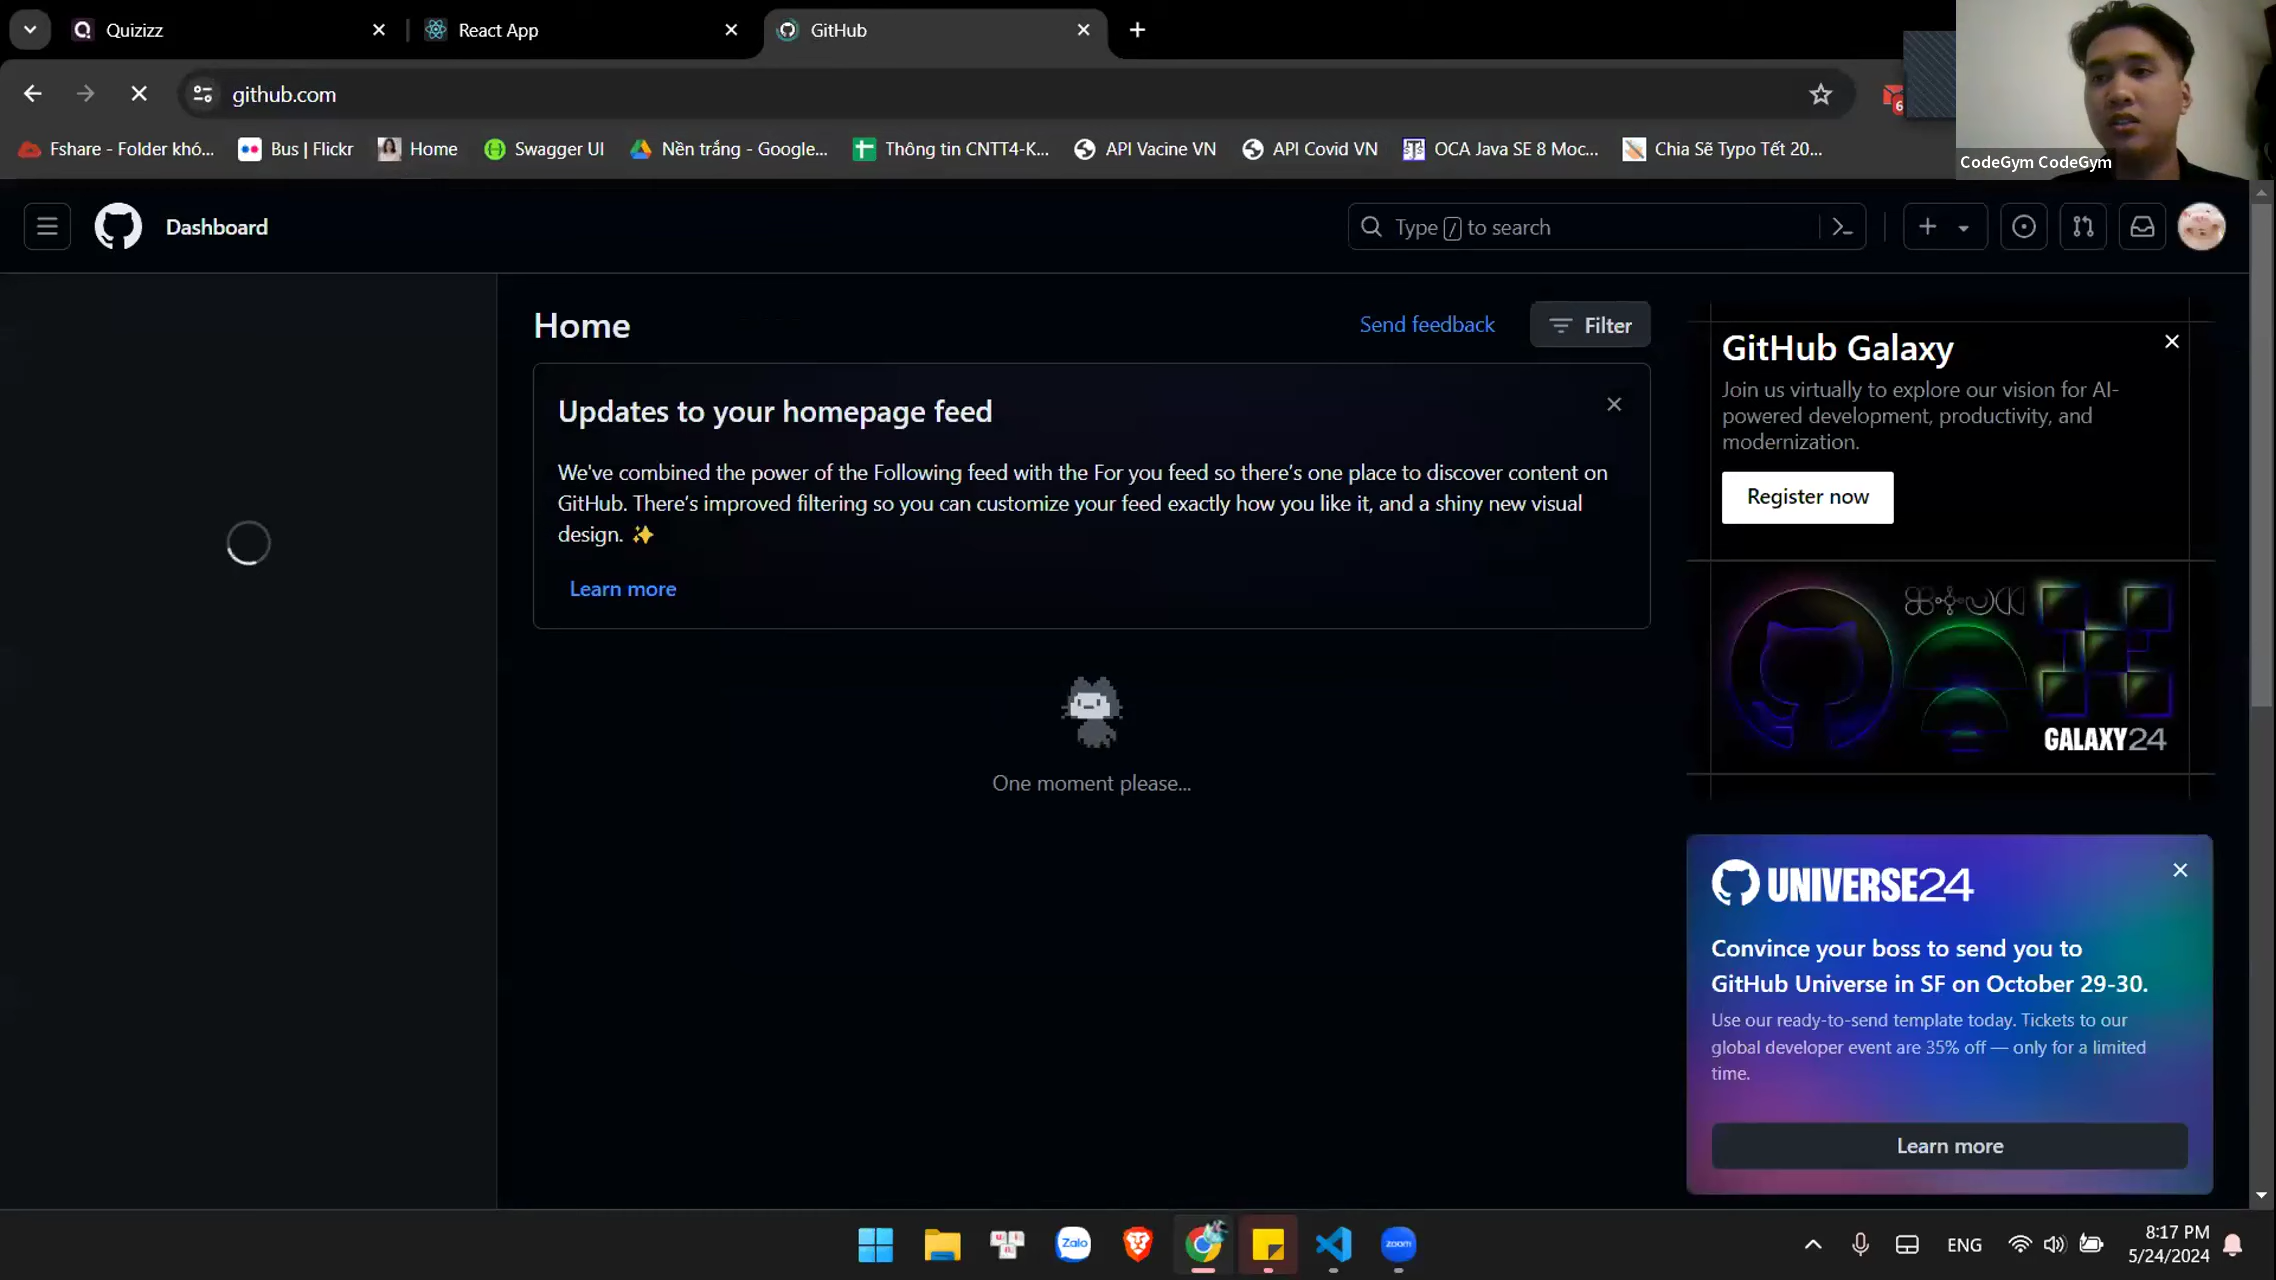 Quizizz
React App
GitHub
github.com
6
CodeGym CodeGym
Fshare - Folder khó...
Bus | Flickr
Home
Swagger UI
Nền trắng - Google...
Thông tin CNTT4-K...
API Vacine VN
API Covid VN
OCA Java SE 8 Moc...
Chia Sẽ Typo Tết 20...
Dashboard
Type / to search
Home
Send feedback
Filter
Updates to your homepage feed
We've combined the power of the Following feed with the For you feed so there's one place to discover content on
GitHub. There's improved filtering so you can customize your feed exactly how you like it, and a shiny new visual
design. ✨
Learn more
One moment please...
GitHub Galaxy
Join us virtually to explore our vision for AI-
powered development, productivity, and
modernization.
Register now
GALAXY24
UNIVERSE24
Convince your boss to send you to
GitHub Universe in SF on October 29-30.
Use our ready-to-send template today. Tickets to our
global developer event are 35% off — only for a limited
time.
Learn more
Zalo
zoom
ENG
8:17 PM
5/24/2024